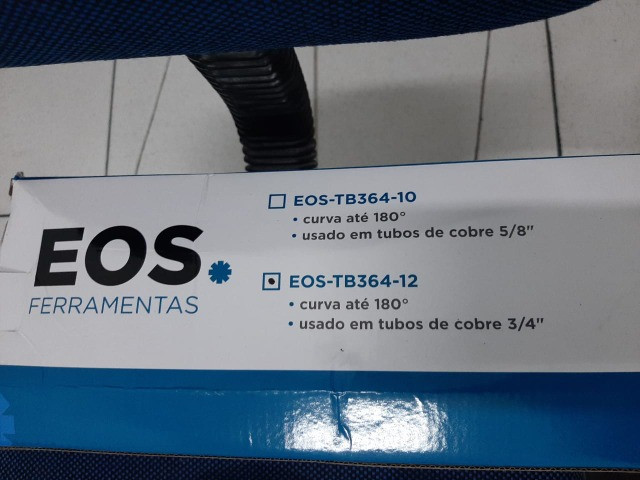 EOS
FERRAMENTAS
EOS-TB364-10
• curva até 180°
• usado em tubos de cobre 5/8"
EOS-TB364-12
• curva até 180°
• usado em tubos de cobre 3/4"